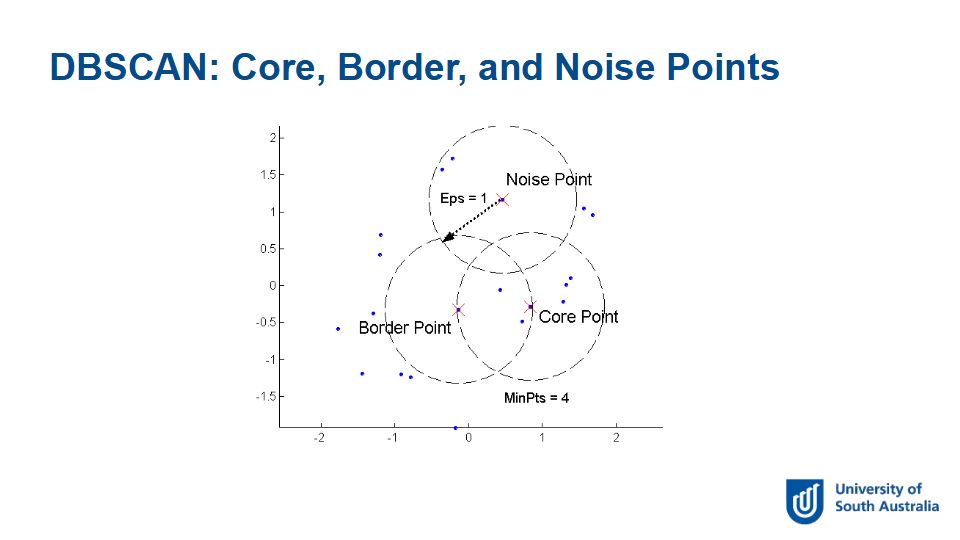 DBSCAN: Core, Border, and Noise Points
2
1.5
1
0.5
0
-0.5
-1
-1.5
-2
-1
0
1
2
Noise Point
Eps = 1
Border Point
Core Point
MinPts = 4
University of
South Australia